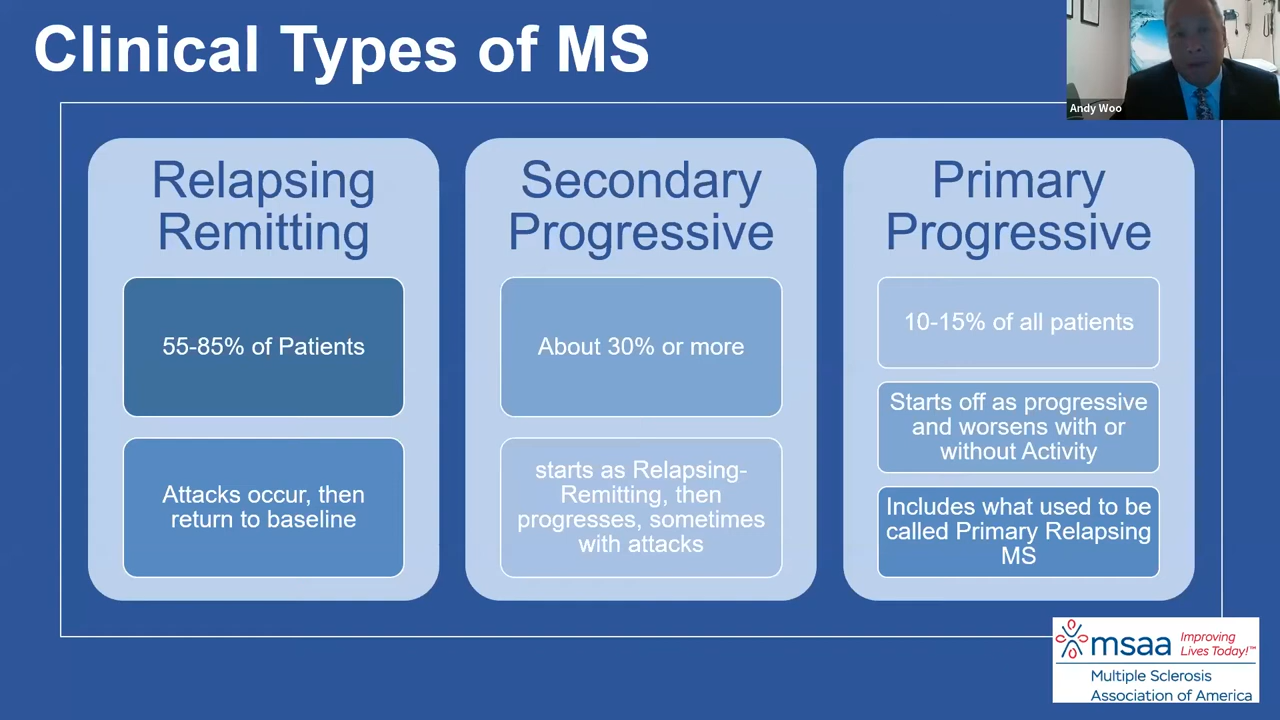 Clinical Types of MS
Andy Woo
Relapsing
Remitting
55-85% of Patients
Attacks occur, then
return to baseline
Secondary
Progressive
About 30% or more
starts as Relapsing-
Remitting, then
progresses, sometimes
with attacks
Primary
Progressive
10-15% of all patients
Starts off as progressive
and worsens with or
without Activity
Includes what used to be
called Primary Relapsing
MS
msaa
Improving
Lives Today!™
Multiple Sclerosis
Association of America